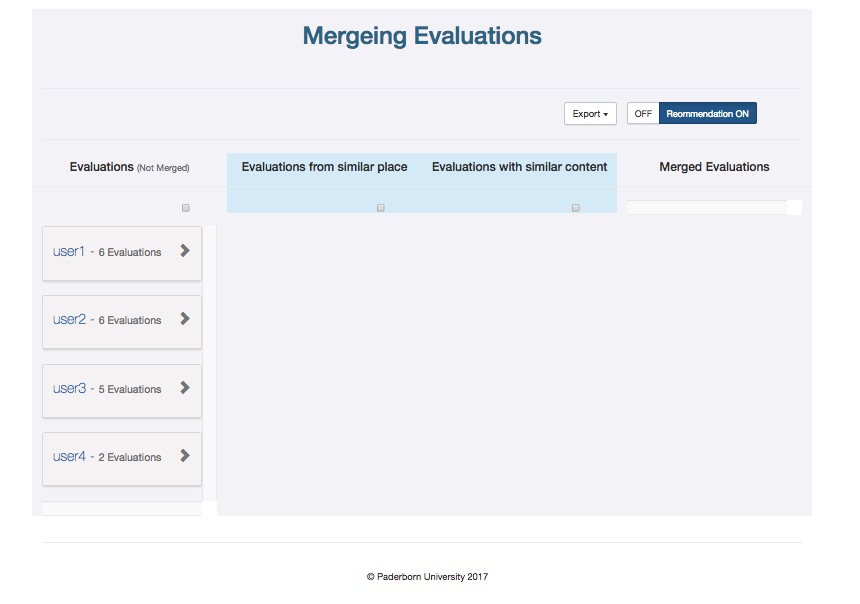 Mergeing Evaluations
Export
OFF Reommendation ON
Evaluations (Not Merged) Evaluations from similar place Evaluations with similar content Merged Evaluations
user1 - 6 Evaluations
user2 - 6 Evaluations
user3 - 5 Evaluations
user4 - 2 Evaluations
© Paderborn University 2017